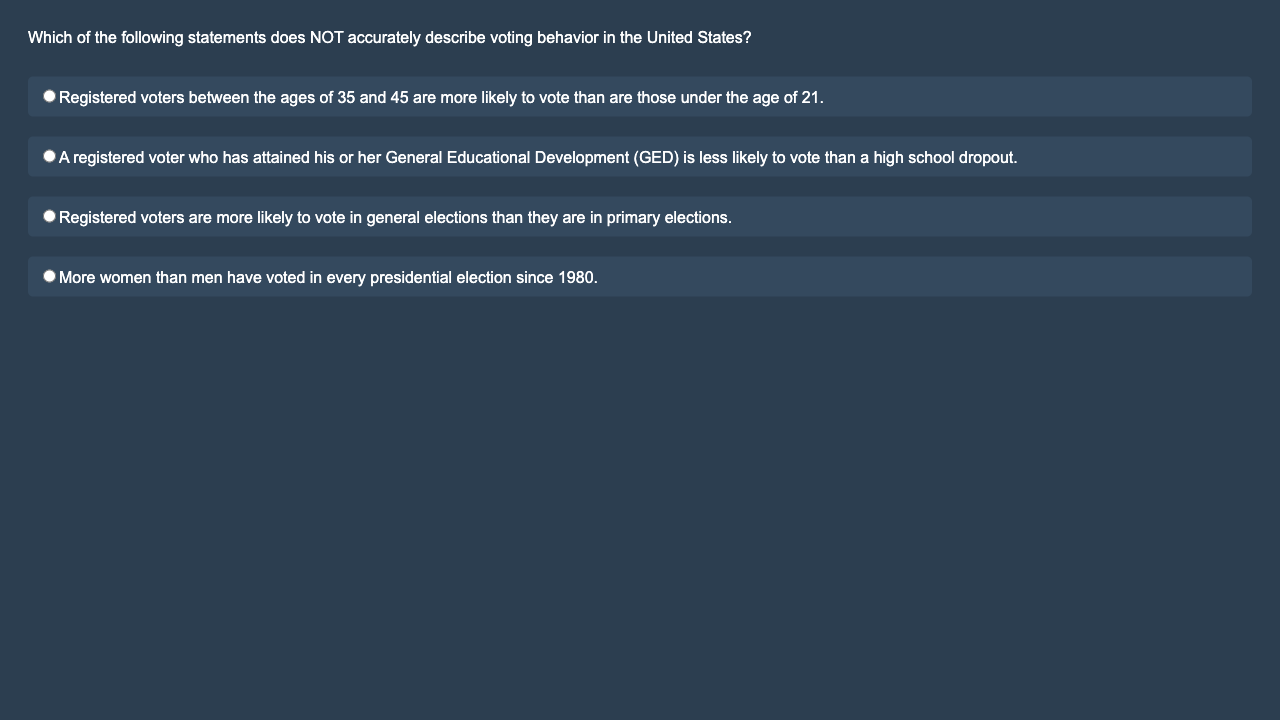 Which of the following statements does NOT accurately describe voting behavior in the United States?
Registered voters between the ages of 35 and 45 are more likely to vote than are those under the age of 21.
A registered voter who has attained his or her General Educational Development (GED) is less likely to vote than a high school dropout.
Registered voters are more likely to vote in general elections than they are in primary elections.
More women than men have voted in every presidential election since 1980.